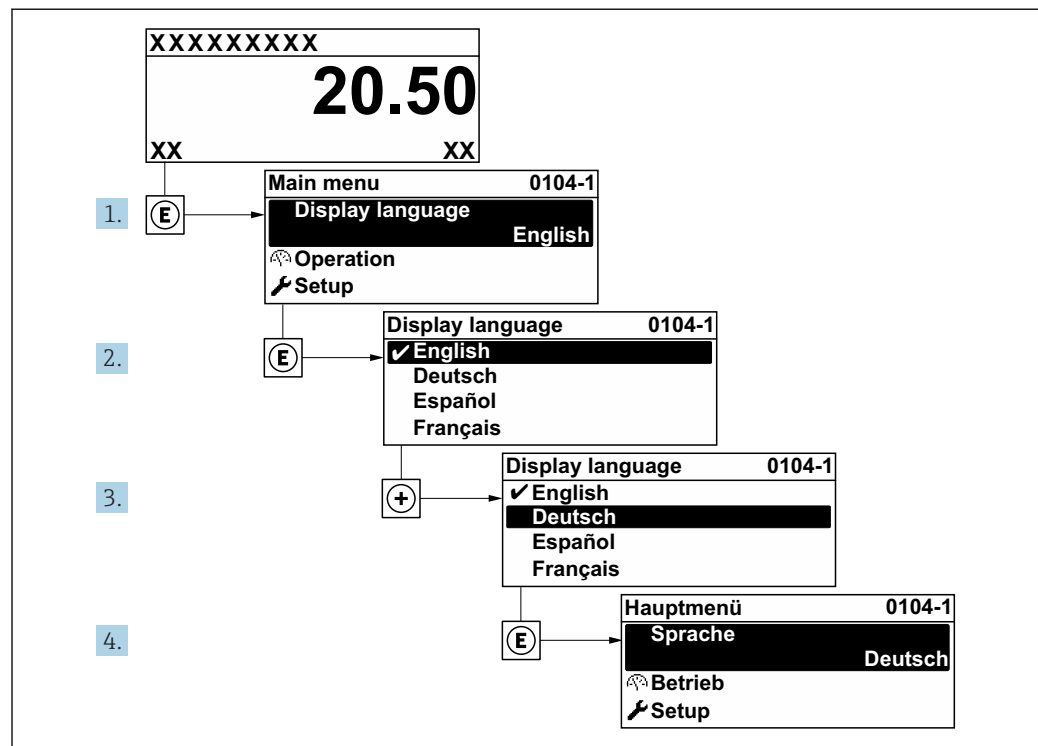 XXXXXXXXX
20.50
XX XX
1. E
Main menu 0104-1
Display language
English
Operation
Setup
2. E
Display language 0104-1
✔English
Deutsch
Español
Français
3. +
Display language 0104-1
✔English
Deutsch
Español
Français
4. E
Hauptmenü 0104-1
Sprache
Deutsch
Betrieb
Setup